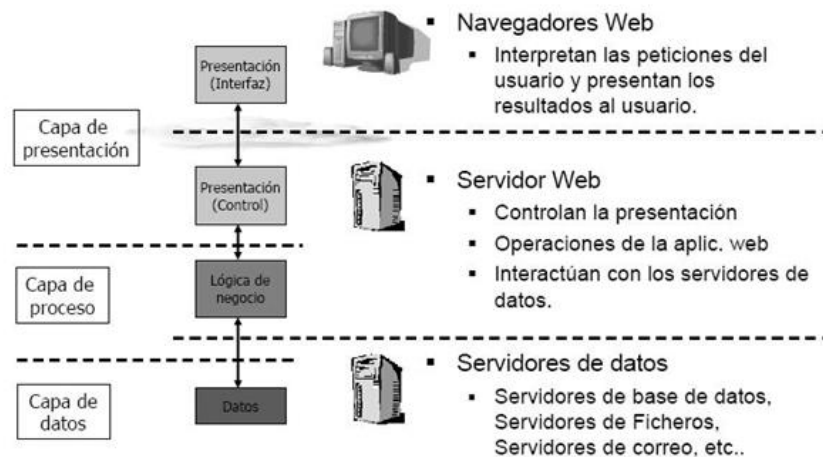 Presentación
(Interfaz)
Capa de
presentación
Presentación
(Control)
Capa de
proceso
Lógica de
negocio
Capa de
datos
Datos
▪ Navegadores Web
▪ Interpretan las peticiones del
usuario y presentan los
resultados al usuario.
▪ Servidor Web
▪ Controlan la presentación
▪ Operaciones de la aplic. web
▪ Interactúan con los servidores de
datos.
▪ Servidores de datos
▪ Servidores de base de datos,
Servidores de Ficheros,
Servidores de correo, etc..